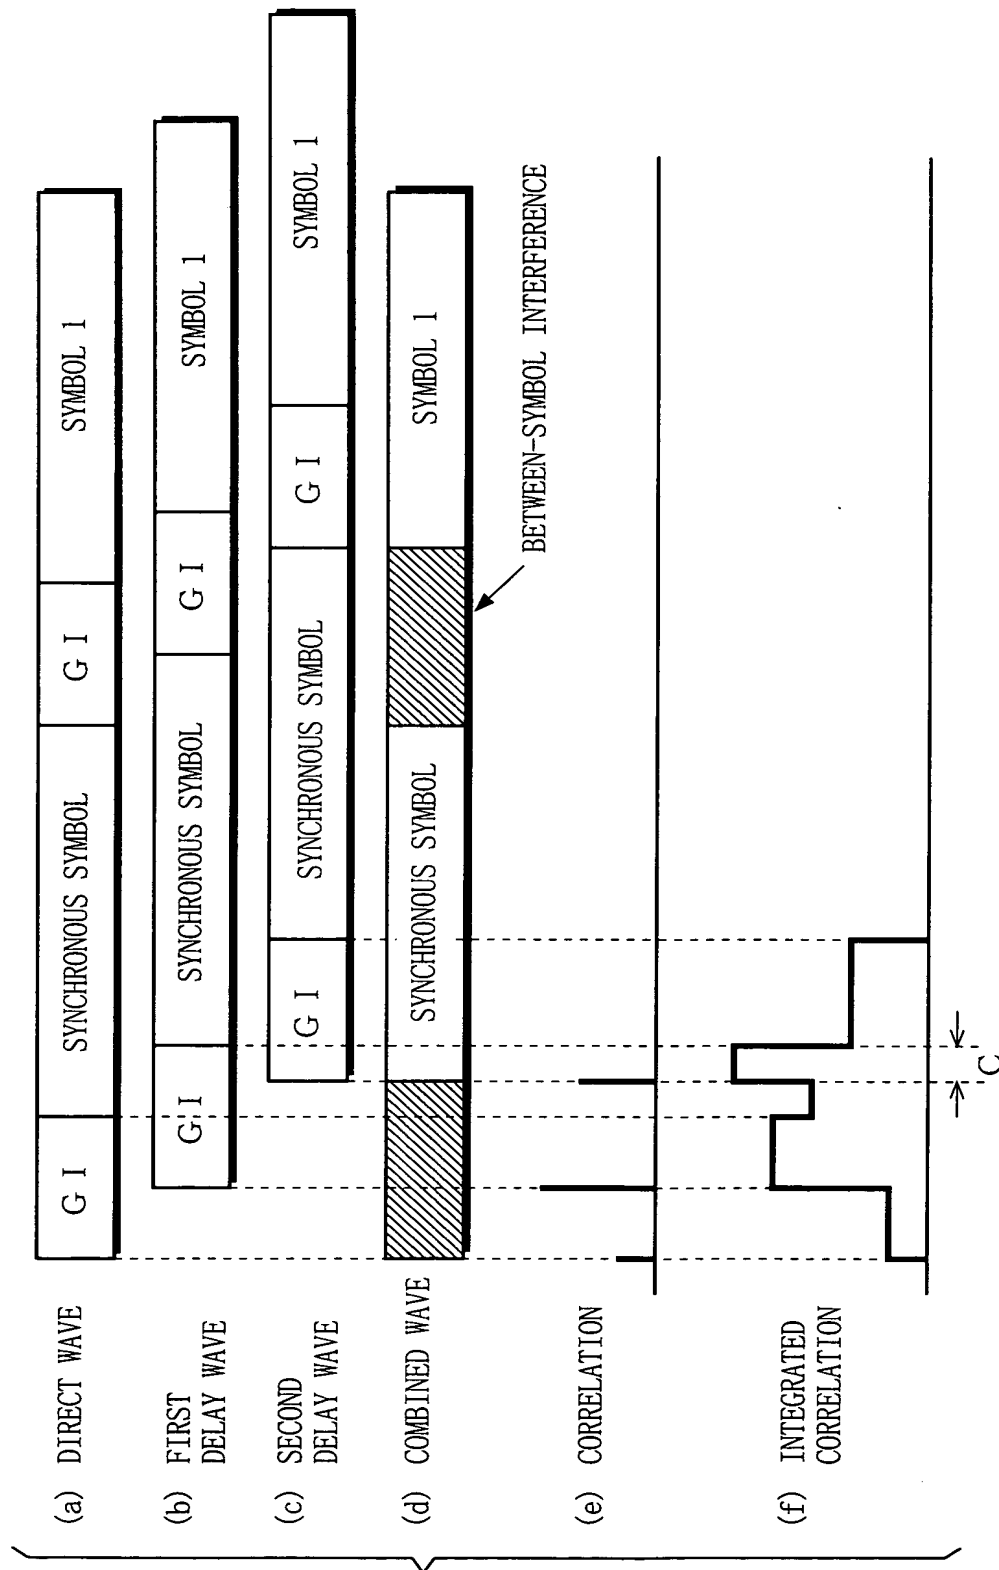 (a) DIRECT WAVE
G I
SYNCHRONOUS SYMBOL
G I
SYMBOL 1
(b) FIRST
DELAY WAVE
G I
SYNCHRONOUS SYMBOL
G I
SYMBOL 1
(c) SECOND
DELAY WAVE
G I
SYNCHRONOUS SYMBOL
G I
SYMBOL 1
(d) COMBINED WAVE
SYNCHRONOUS SYMBOL
SYMBOL 1
BETWEEN-SYMBOL INTERFERENCE
(e) CORRELATION
(f) INTEGRATED
CORRELATION
C